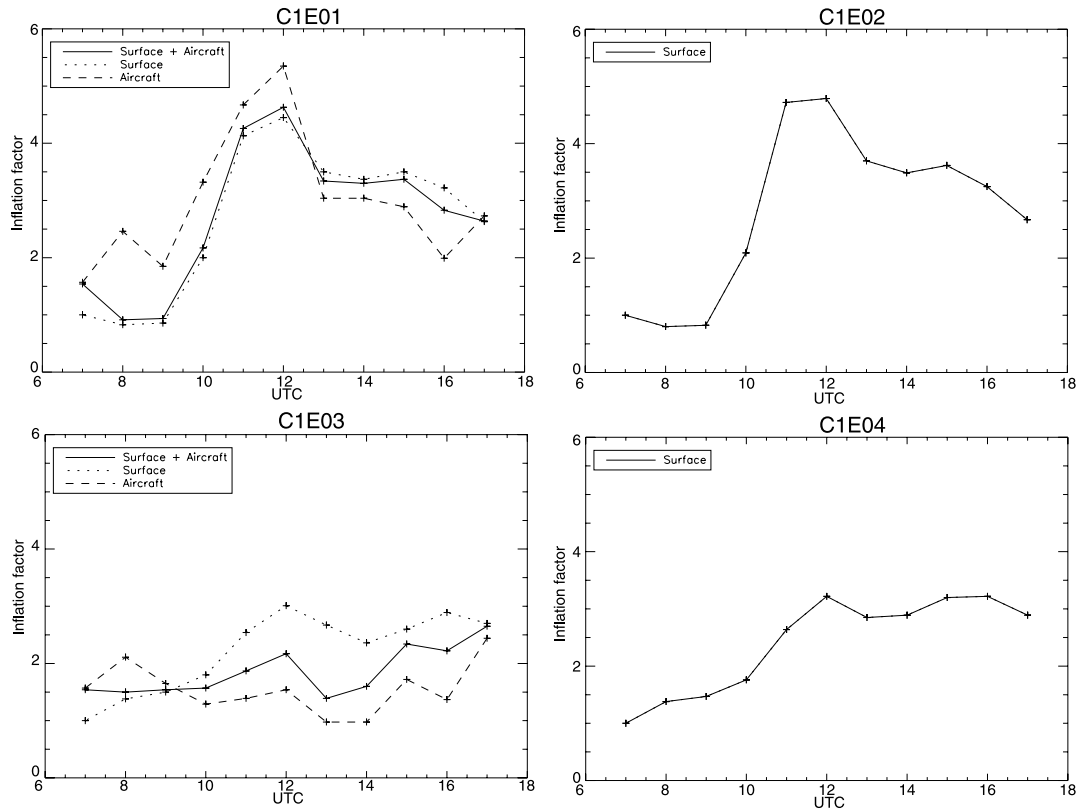 C1E01
Surface + Aircraft
Surface
Aircraft
Inflation factor
6
4
2
0
6 8 10 12 14 16 18
UTC
C1E02
Surface
Inflation factor
6
4
2
0
6 8 10 12 14 16 18
UTC
C1E03
Surface + Aircraft
Surface
Aircraft
Inflation factor
6
4
2
0
6 8 10 12 14 16 18
UTC
C1E04
Surface
Inflation factor
6
4
2
0
6 8 10 12 14 16 18
UTC